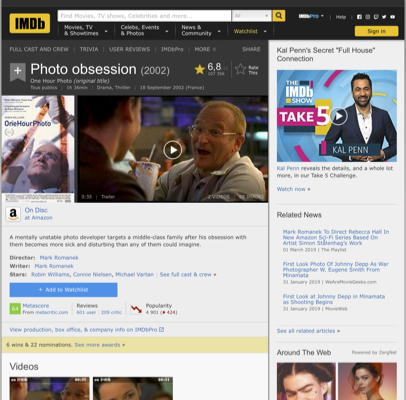 IMDb
Find Movies, TV shows, Celebrities and more...
All
IMDbPro
Help
Movies, TV & Showtimes
Celebs, Events & Photos
News & Community
Watchlist
Sign in
FULL CAST AND CREW | TRIVIA | USER REVIEWS | IMDbPro | MORE
SHARE
Photo obsession (2002)
One Hour Photo (original title)
Tous publics | 1h 36min | Drama, Thriller | 18 September 2002 (France)
6,8
Rate This
One Hour Photo
0:35 | Trailer
2 VIDEOS
On Disc
at Amazon
A mentally unstable photo developer targets a middle-class family after his obsession with them becomes more sick and disturbing than any of them could imagine.
Director: Mark Romanek
Writer: Mark Romanek
Stars: Robin Williams, Connie Nielsen, Michael Vartan | See full cast & crew »
+ Add to Watchlist
Metascore
From metacritic.com
Reviews
601 user | 209 critic
Popularity
4 901 (424)
View production, box office, & company info on IMDbPro
6 wins & 22 nominations. See more awards »
Videos
Kal Penn's Secret "Full House" Connection
THE IMDb SHOW
TAKE 5
KAL PENN
Kal Penn reveals the details, and a whole lot more, in our Take 5 Challenge.
Watch now »
Related News
Mark Romanek To Direct Rebecca Hall In New Amazon Sci-Fi Series Based On Artist Simon Stålenhag's Work
01 March 2019 | The Playlist
First Look Photo Of Johnny Depp As War Photographer W. Eugene Smith From Minamata
31 January 2019 | WeAreMovieGeeks.com
First Look at Johnny Depp in Minamata as Shooting Begins
31 January 2019 | MovieWeb
See all related articles »
Around The Web
Powered by ZergNet